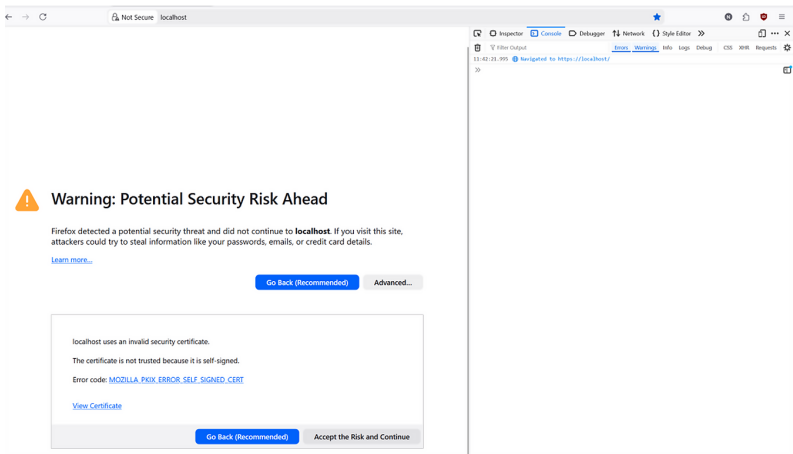 Not Secure localhost
Inspector Console Debugger Network Style Editor
Filter Output Errors Warnings Info Logs Debug CSS XHR Requests
13:42:21.995 Navigated to https://localhost/
Warning: Potential Security Risk Ahead
Firefox detected a potential security threat and did not continue to localhost. If you visit this site,
attackers could try to steal information like your passwords, emails, or credit card details.
Learn more...
Go Back (Recommended) Advanced...
localhost uses an invalid security certificate.
The certificate is not trusted because it is self-signed.
Error code: MOZILLA_PKIX_ERROR_SELF_SIGNED_CERT
View Certificate
Go Back (Recommended) Accept the Risk and Continue